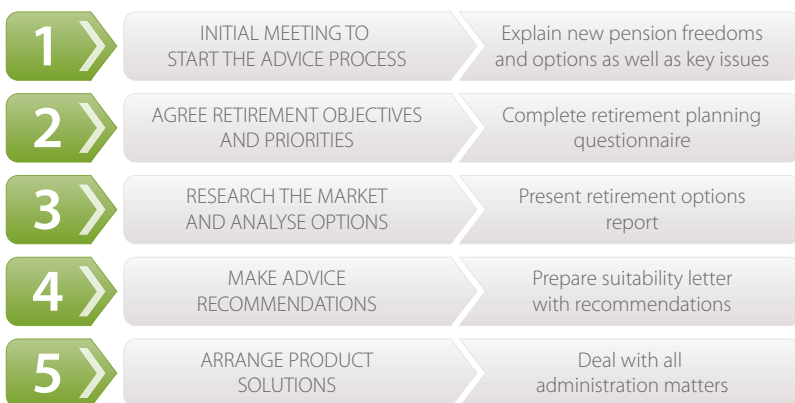 1
INITIAL MEETING TO
START THE ADVICE PROCESS
Explain new pension freedoms
and options as well as key issues
2
AGREE RETIREMENT OBJECTIVES
AND PRIORITIES
Complete retirement planning
questionnaire
3
RESEARCH THE MARKET
AND ANALYSE OPTIONS
Present retirement options
report
4
MAKE ADVICE
RECOMMENDATIONS
Prepare suitability letter
with recommendations
5
ARRANGE PRODUCT
SOLUTIONS
Deal with all
administration matters